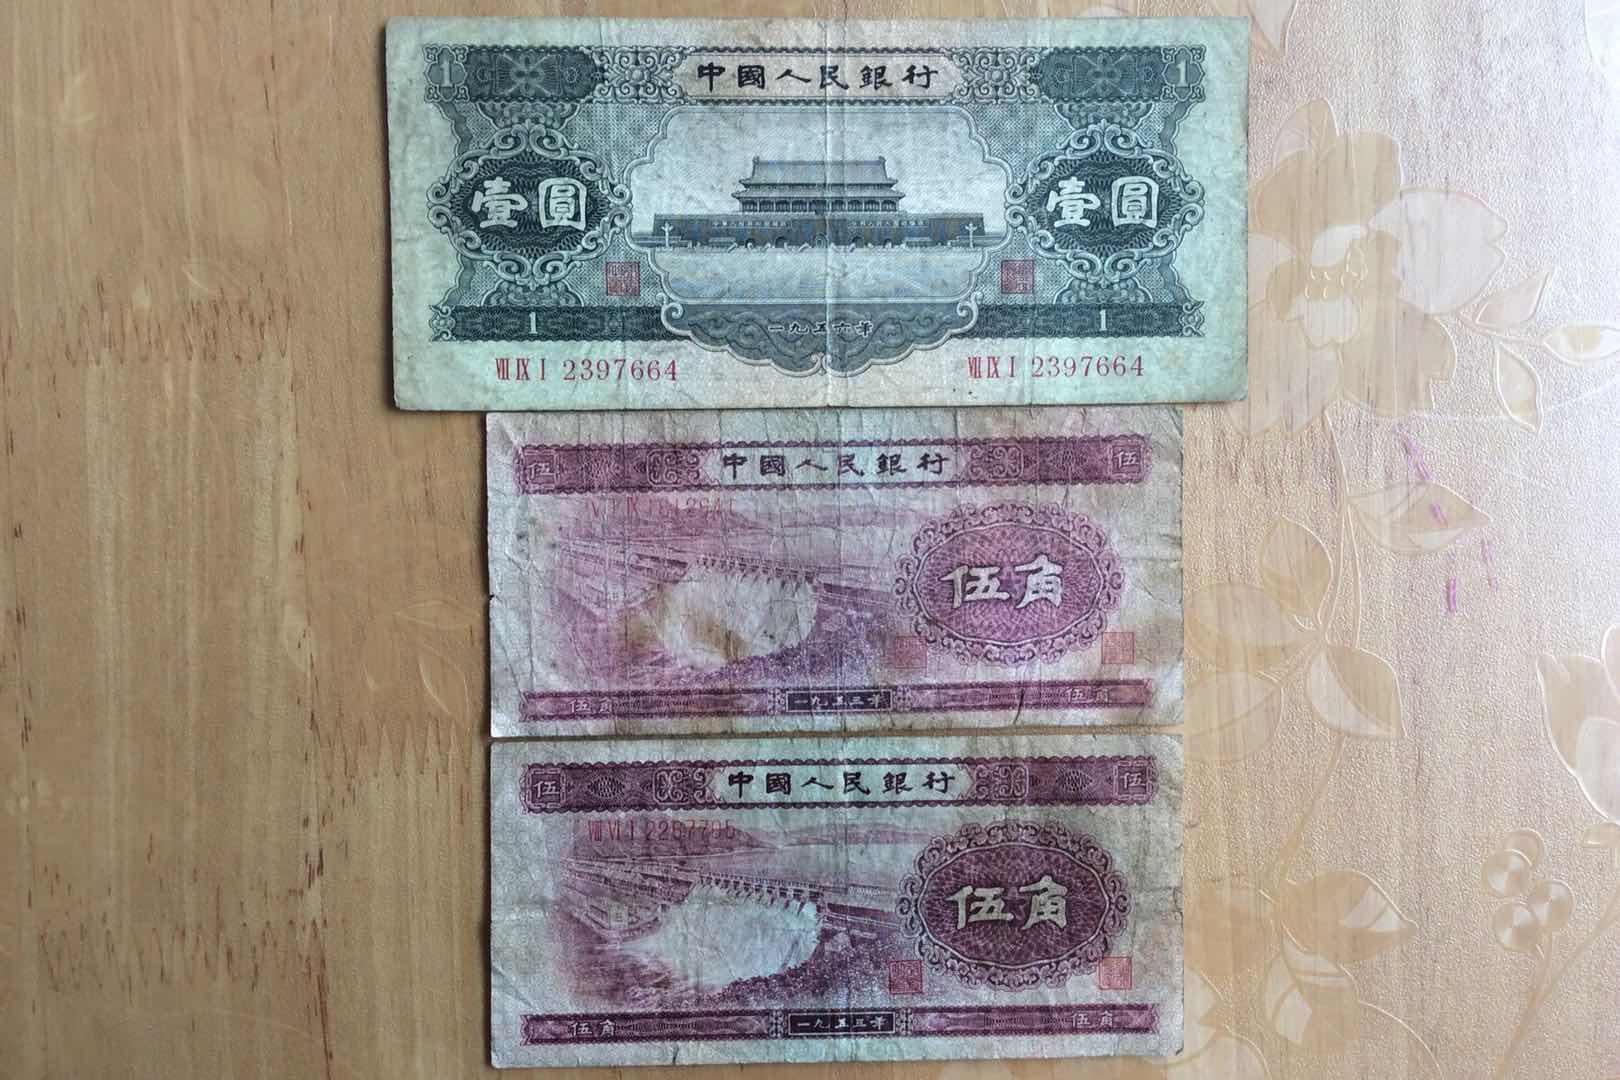 1 中國人民銀行 1
壹圓 壹圓
1 一九五六年 1
ⅦⅨⅠ 2397664 ⅦⅨⅠ 2397664
伍 中國人民銀行 伍
伍角
伍角 一九五三年 伍角
伍 中國人民銀行 伍
伍角
伍角 一九五三年 伍角